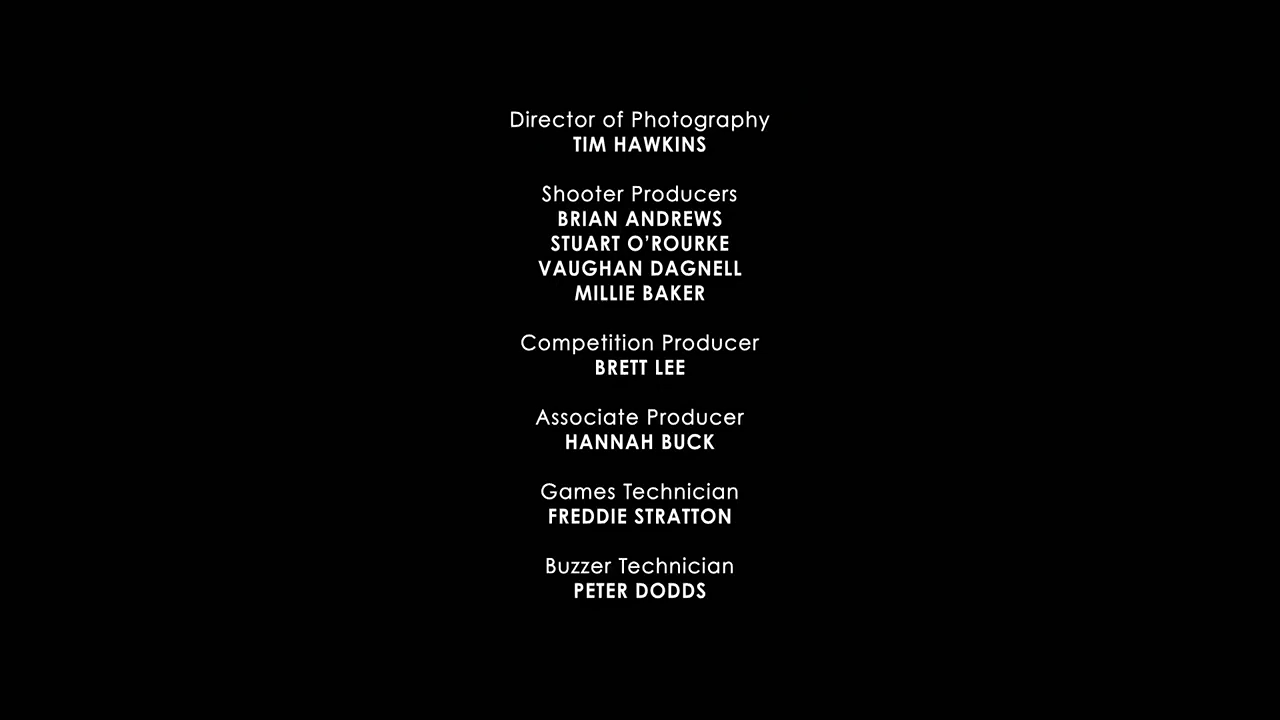 Director of Photography
TIM HAWKINS
Shooter Producers
BRIAN ANDREWS
STUART O’ROURKE
VAUGHAN DAGNELL
MILLIE BAKER
Competition Producer
BRETT LEE
Associate Producer
HANNAH BUCK
Games Technician
FREDDIE STRATTON
Buzzer Technician
PETER DODDS